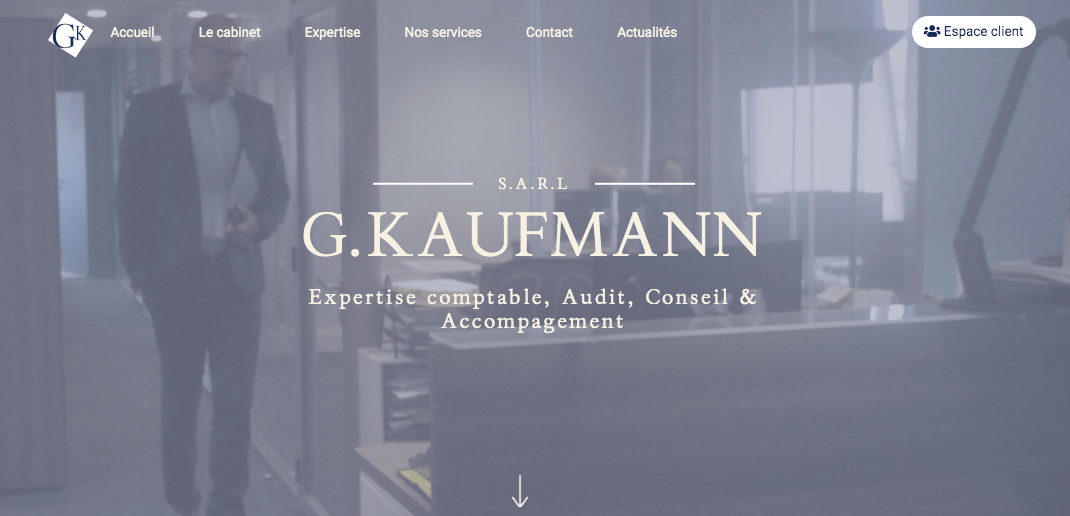 GK
Accueil Le cabinet Expertise Nos services Contact Actualités Espace client
S.A.R.L
G.KAUFMANN
Expertise comptable, Audit, Conseil &
Accompagement